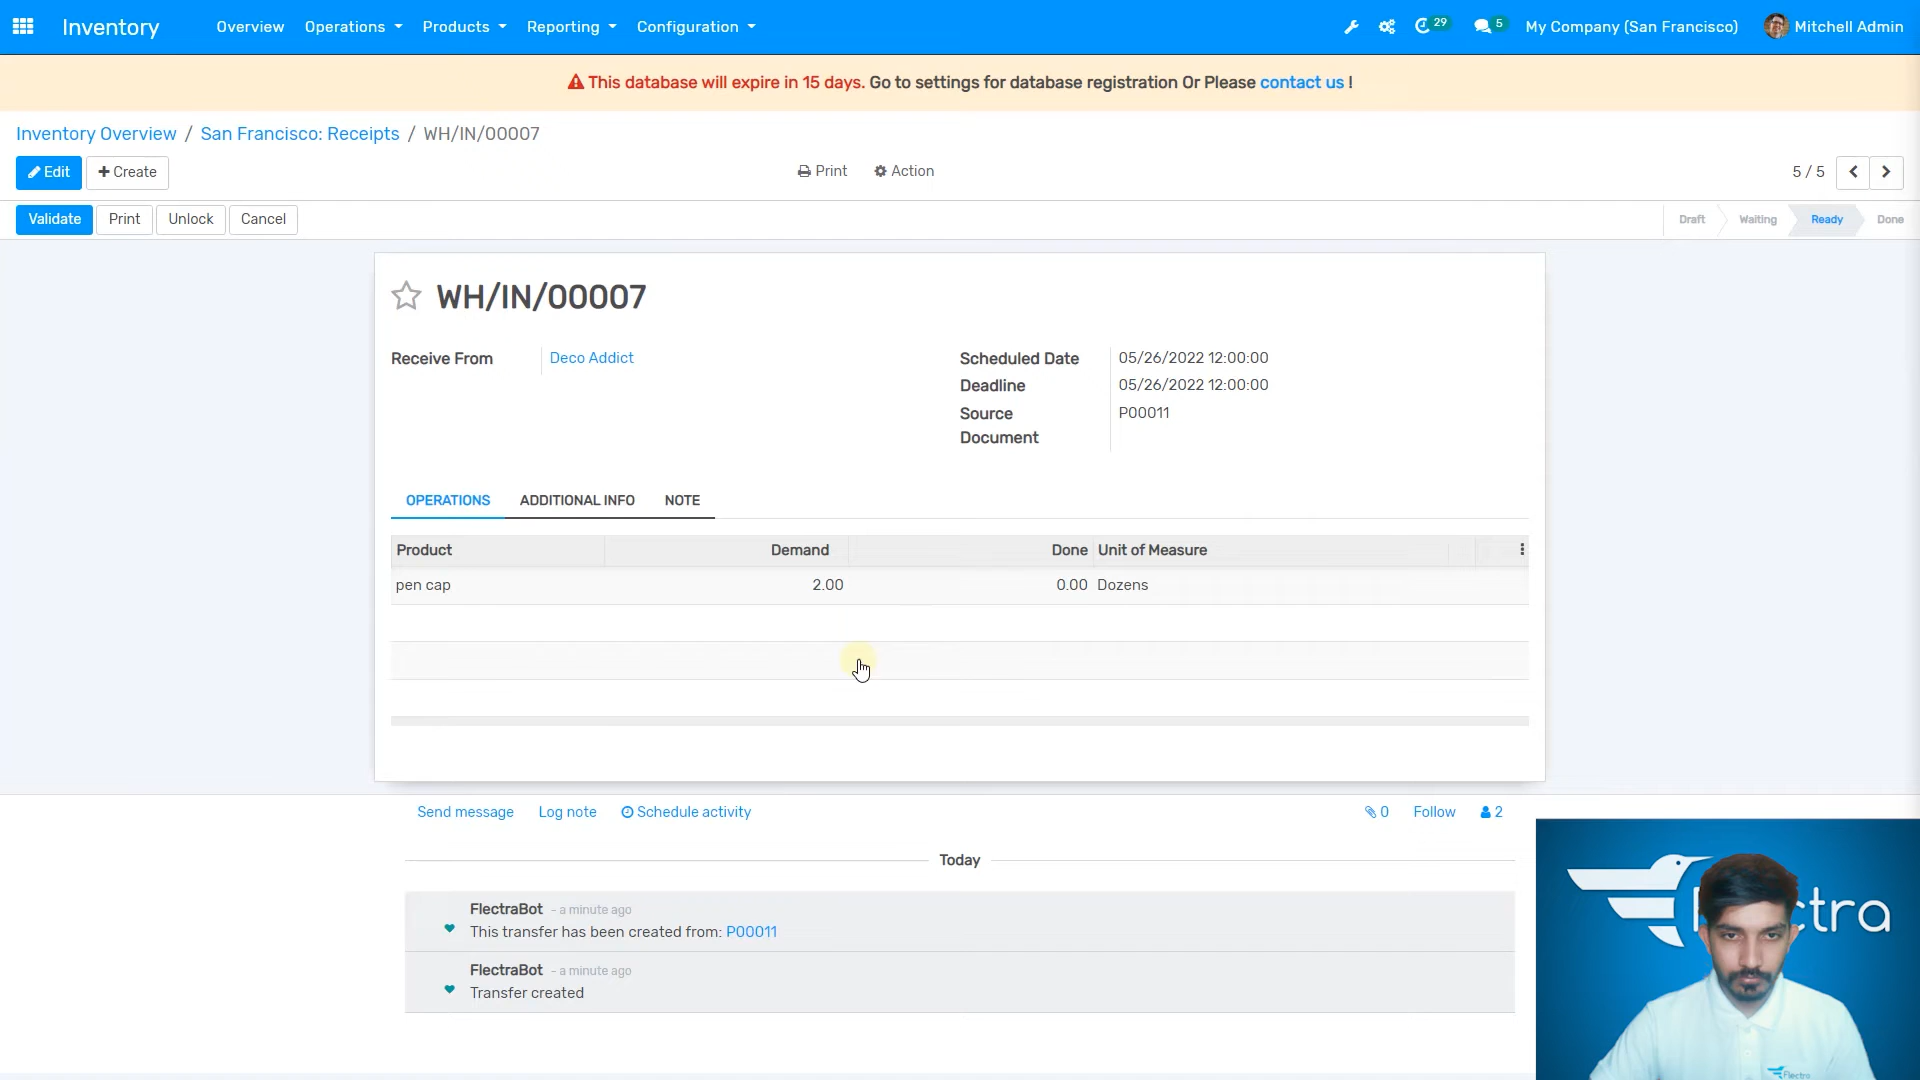 Inventory Overview Operations Products Reporting Configuration 29 5 My Company (San Francisco) Mitchell Admin
This database will expire in 15 days. Go to settings for database registration Or Please contact us !
Inventory Overview / San Francisco: Receipts / WH/IN/00007
Edit Create Print Action 5 / 5
Validate Print Unlock Cancel Draft Waiting Ready Done
WH/IN/00007
Receive From Deco Addict
Scheduled Date 05/26/2022 12:00:00
Deadline 05/26/2022 12:00:00
Source Document P00011
OPERATIONS ADDITIONAL INFO NOTE
Product Demand Done Unit of Measure
pen cap 2.00 0.00 Dozens
Send message Log note Schedule activity 0 Follow 2
Today
FlectraBot - a minute ago
This transfer has been created from: P00011
FlectraBot - a minute ago
Transfer created
Flectra